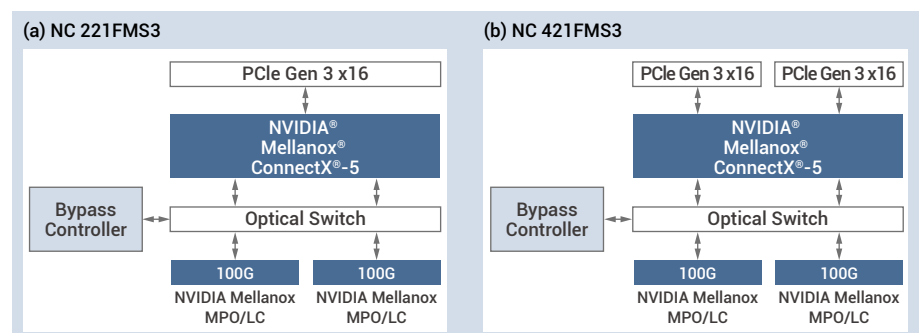 (a) NC 221FMS3
PCIe Gen 3 x16
NVIDIA®
Mellanox®
ConnectX®-5
Bypass
Controller
Optical Switch
100G
100G
NVIDIA Mellanox
MPO/LC
NVIDIA Mellanox
MPO/LC
(b) NC 421FMS3
PCIe Gen 3 x16
PCIe Gen 3 x16
NVIDIA®
Mellanox®
ConnectX®-5
Bypass
Controller
Optical Switch
100G
100G
NVIDIA Mellanox
MPO/LC
NVIDIA Mellanox
MPO/LC